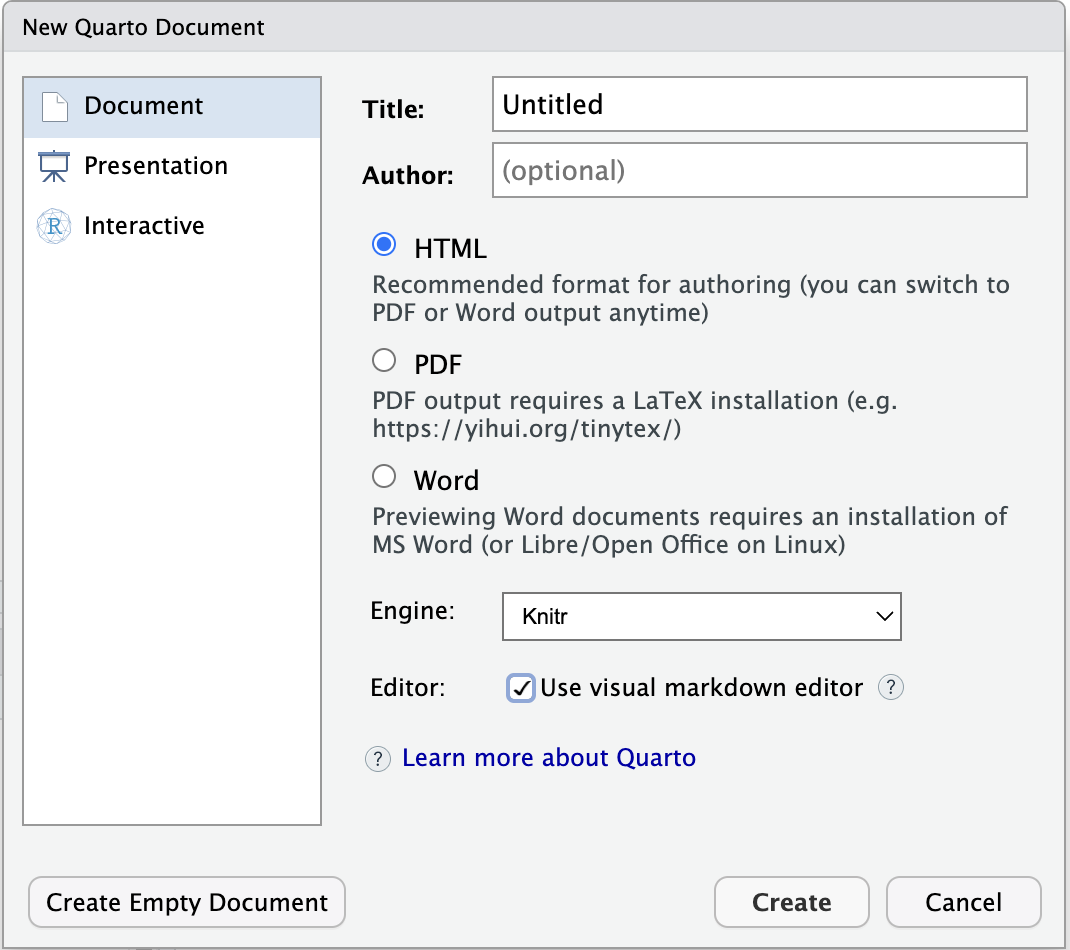 New Quarto Document
Document
Presentation
R Interactive
Title: Untitled
Author: (optional)
HTML
Recommended format for authoring (you can switch to
PDF or Word output anytime)
PDF
PDF output requires a LaTeX installation (e.g.
https://yihui.org/tinytex/)
Word
Previewing Word documents requires an installation of
MS Word (or Libre/Open Office on Linux)
Engine: Knitr
Editor: Use visual markdown editor ?
? Learn more about Quarto
Create Empty Document Create Cancel